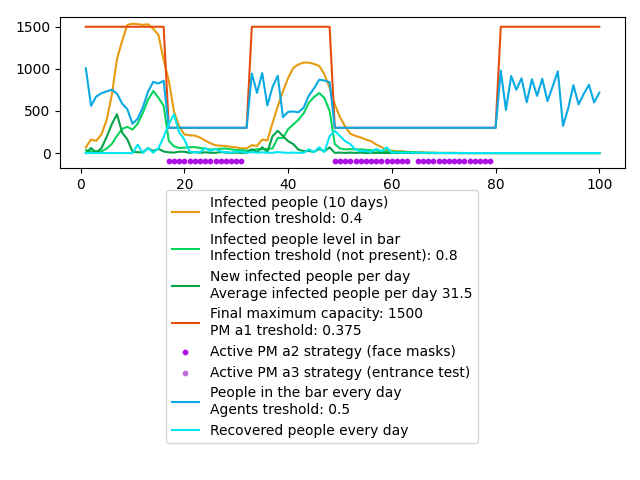 1500
1000
500
0
0 20 40 60 80 100
Infected people (10 days)
Infection treshold: 0.4
Infected people level in bar
Infection treshold (not present): 0.8
New infected people per day
Average infected people per day 31.5
Final maximum capacity: 1500
PM a1 treshold: 0.375
Active PM a2 strategy (face masks)
Active PM a3 strategy (entrance test)
People in the bar every day
Agents treshold: 0.5
Recovered people every day